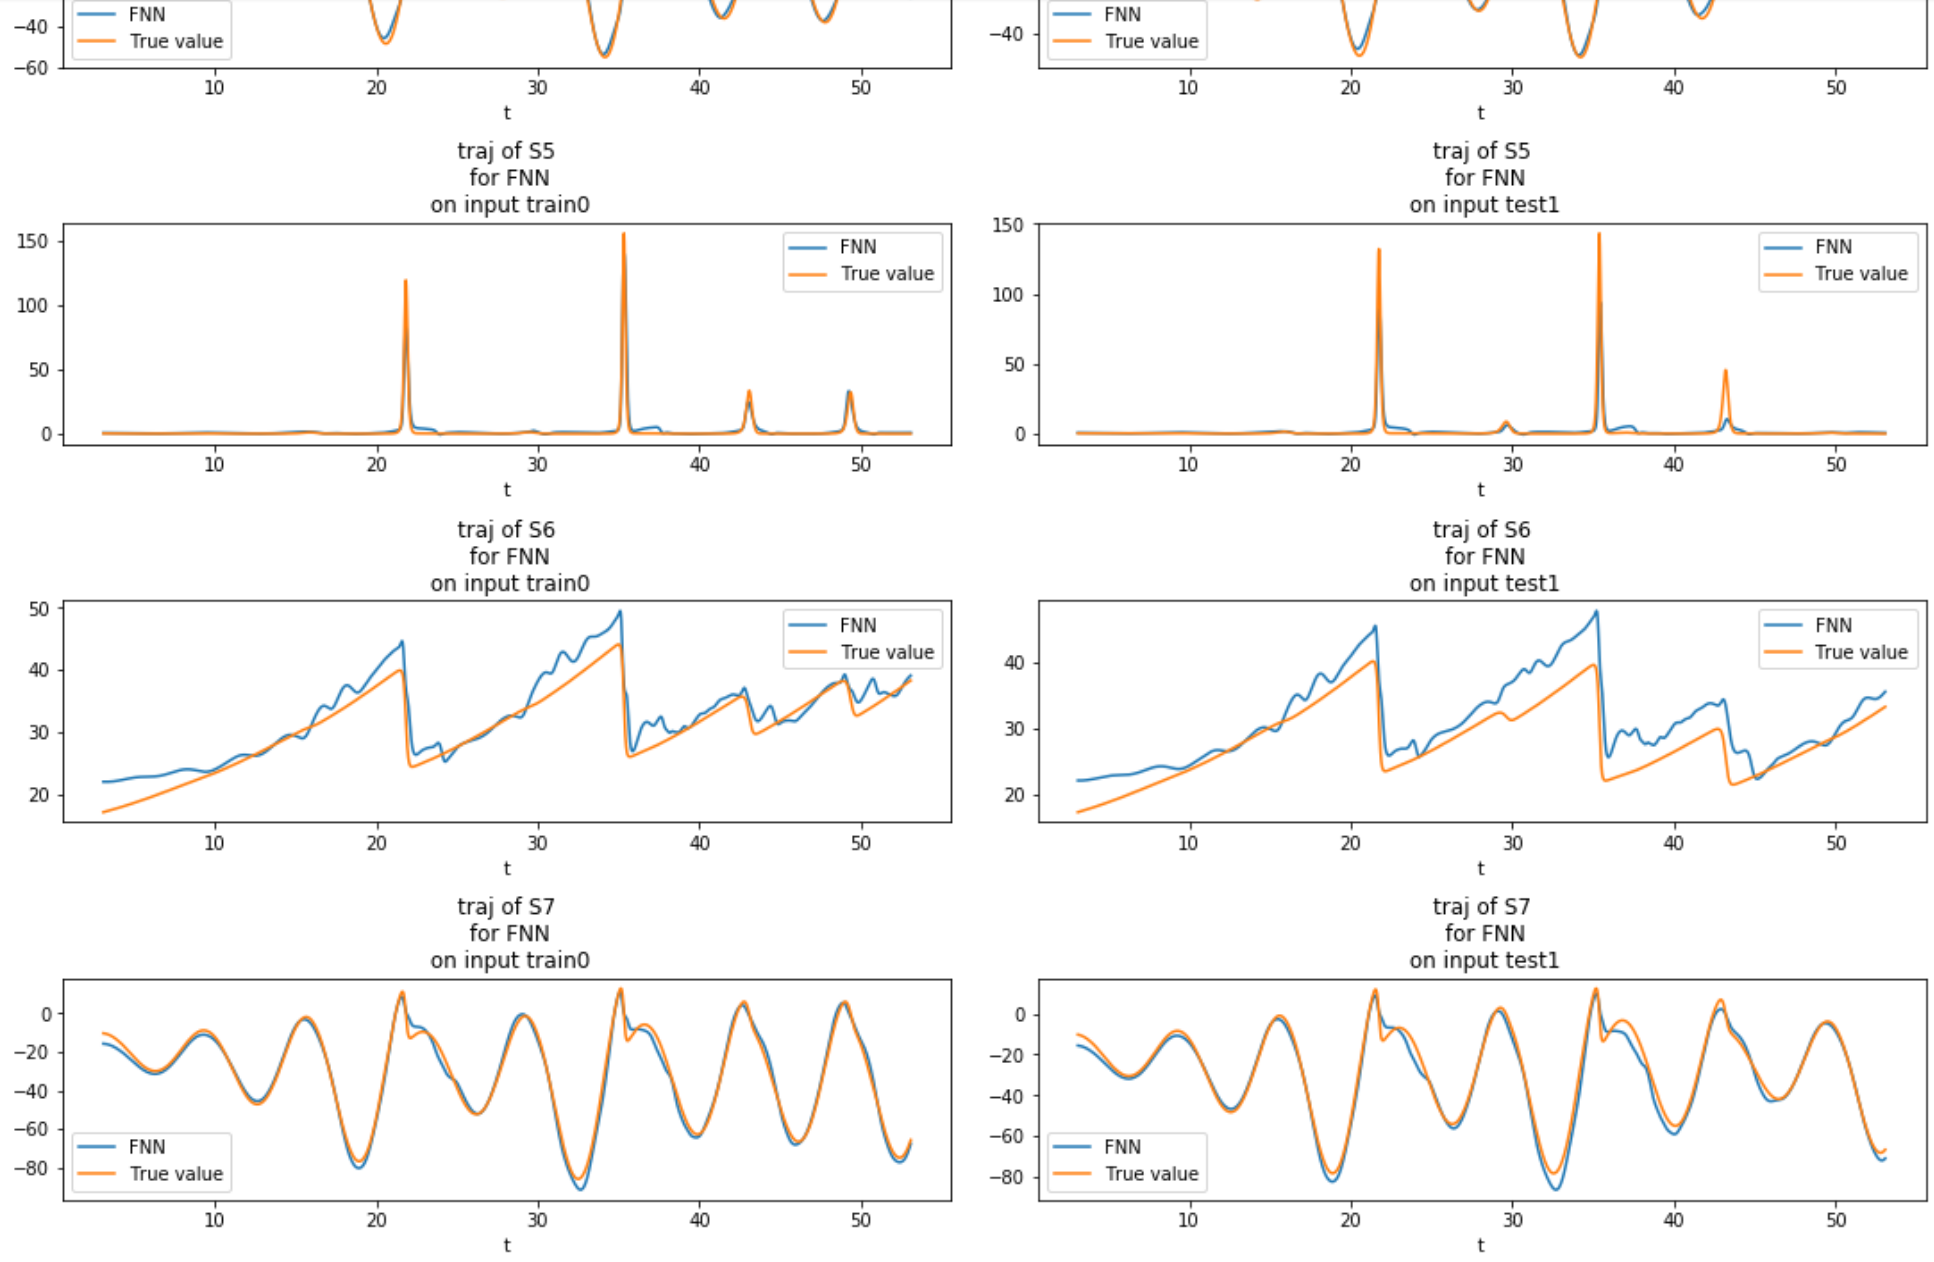 FNN
True value
−40
−60
10 20 30 40 50
t
FNN
True value
−40
10 20 30 40 50
t
traj of S5
for FNN
on input train0
FNN
True value
150
100
50
0
10 20 30 40 50
t
traj of S5
for FNN
on input test1
FNN
True value
150
100
50
0
10 20 30 40 50
t
traj of S6
for FNN
on input train0
FNN
True value
50
40
30
20
10 20 30 40 50
t
traj of S6
for FNN
on input test1
FNN
True value
40
30
20
10 20 30 40 50
t
traj of S7
for FNN
on input train0
0
−20
−40
−60
−80
FNN
True value
10 20 30 40 50
t
traj of S7
for FNN
on input test1
0
−20
−40
−60
−80
FNN
True value
10 20 30 40 50
t